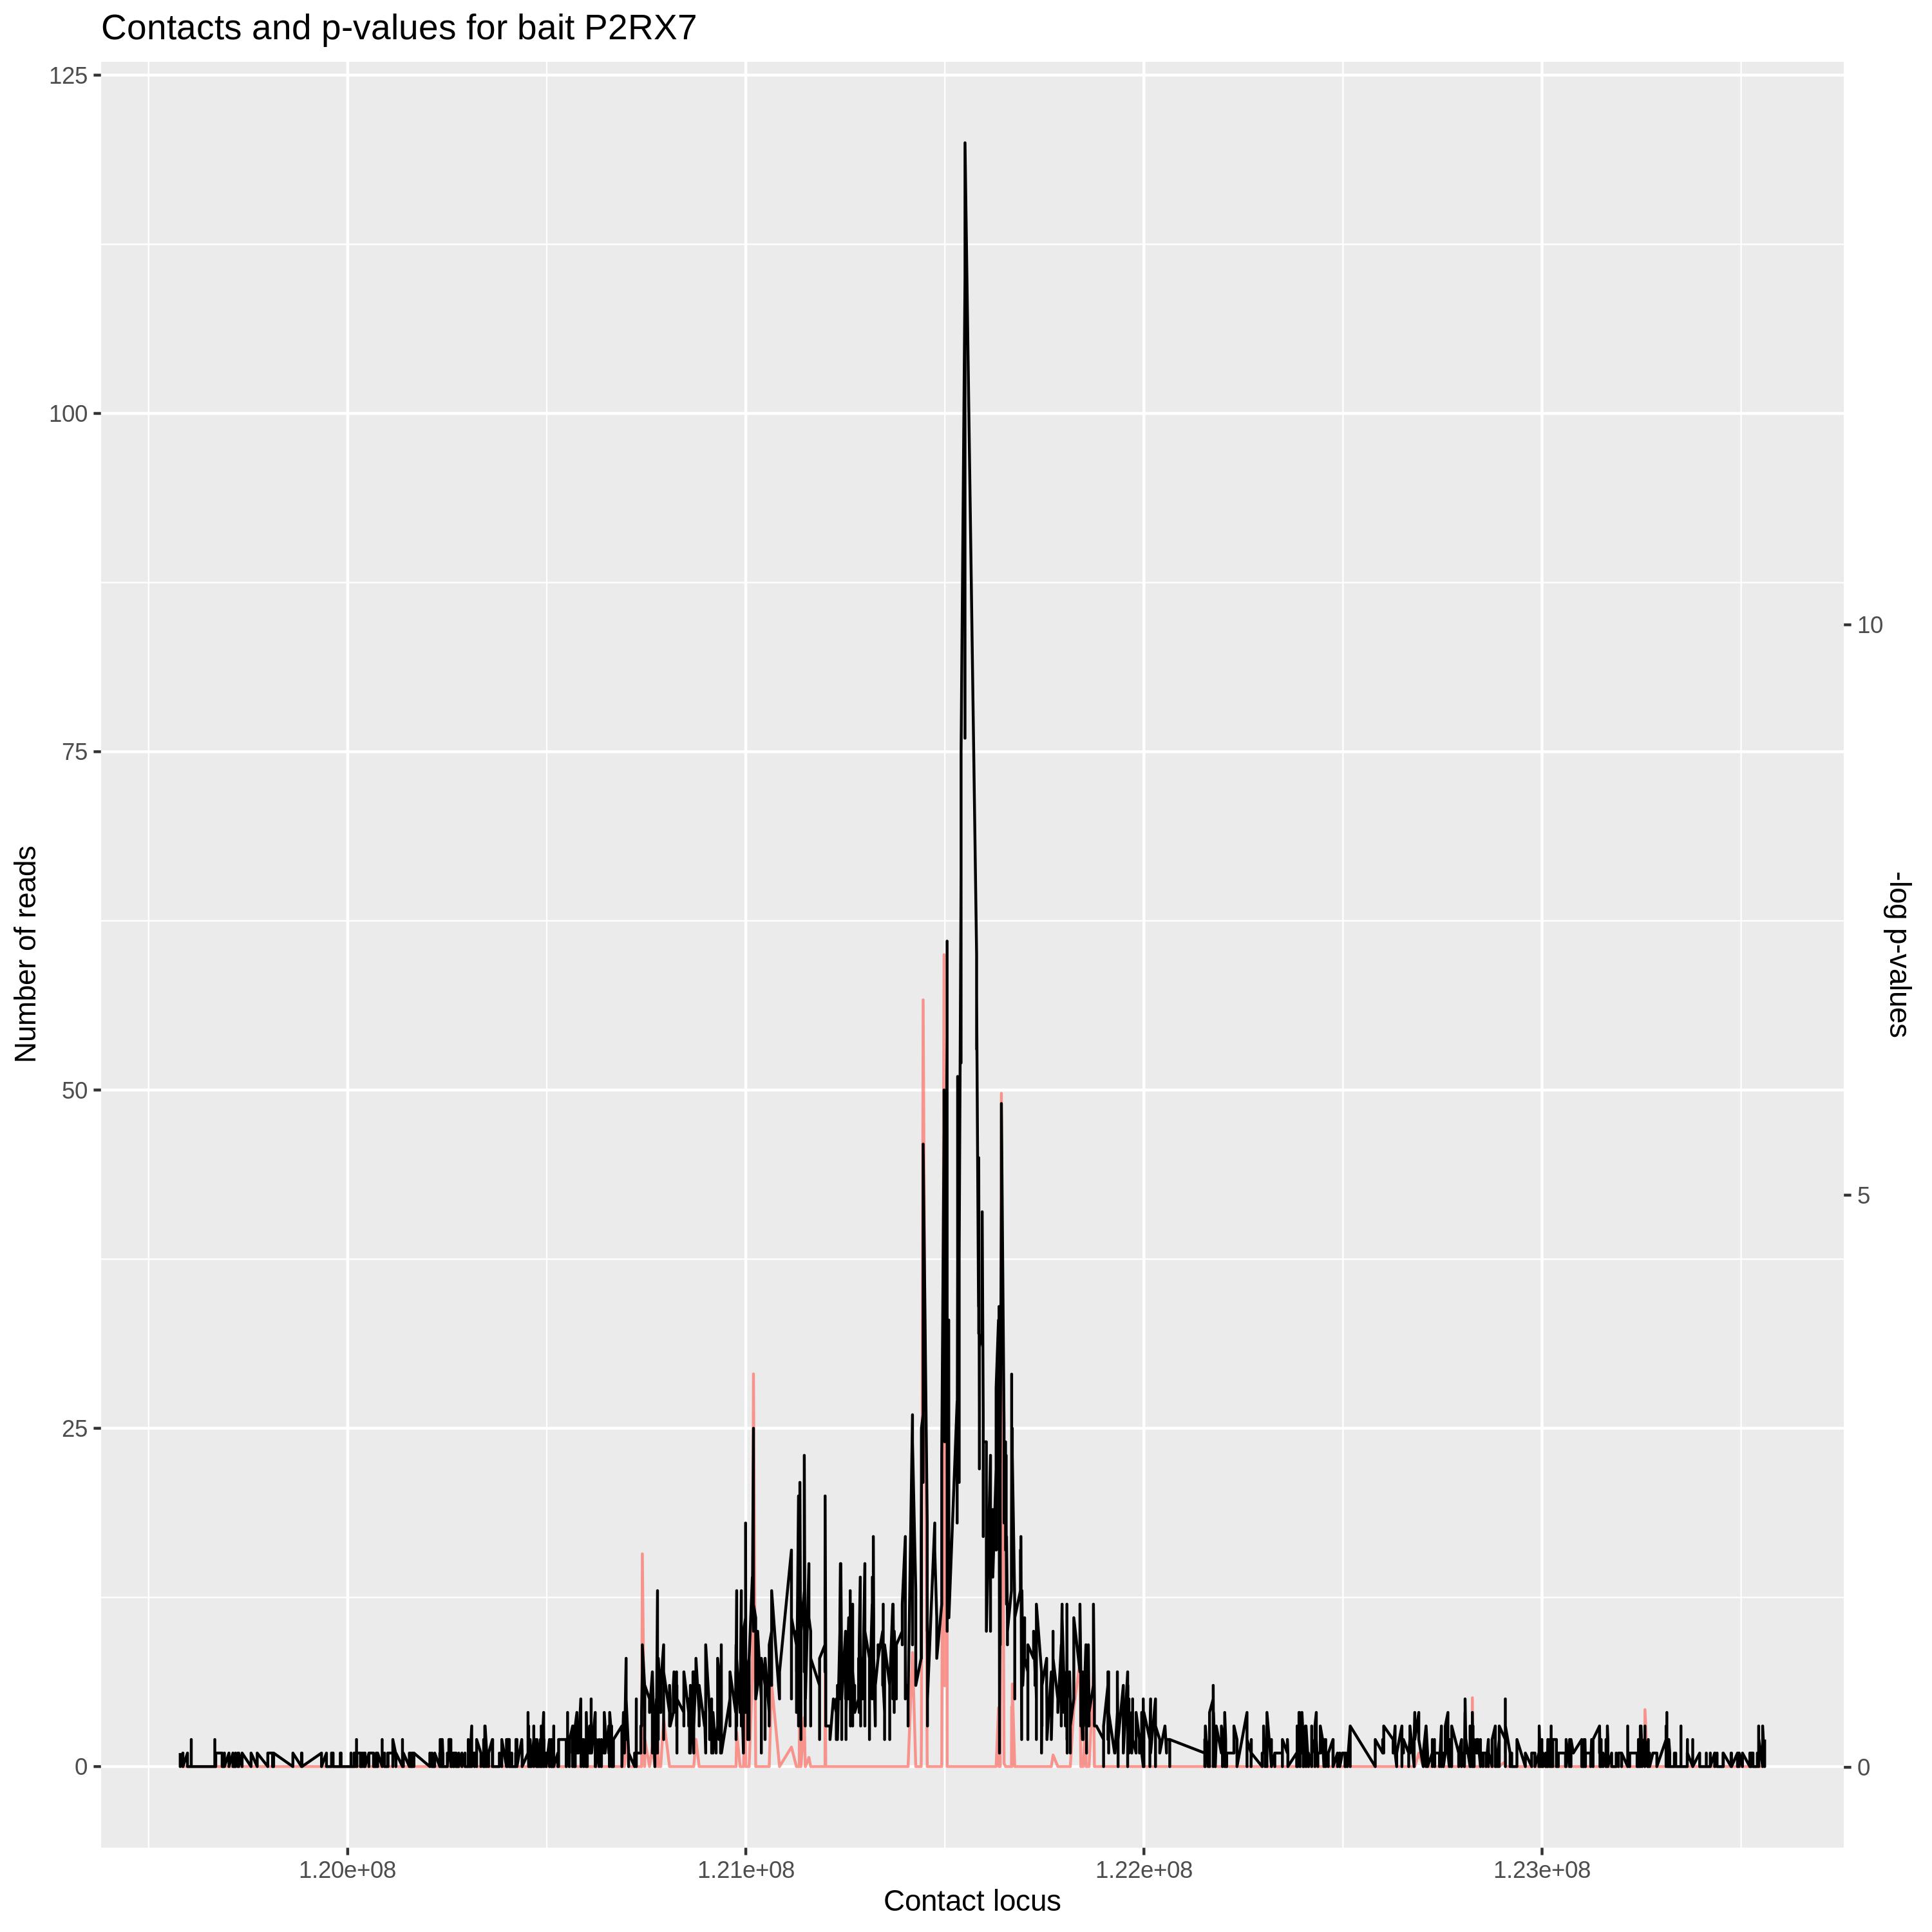 Contacts and p-values for bait P2RX7
125
100
75
50
25
0
Number of reads
10
5
0
-log p-values
1.20e+08
1.21e+08
1.22e+08
1.23e+08
Contact locus